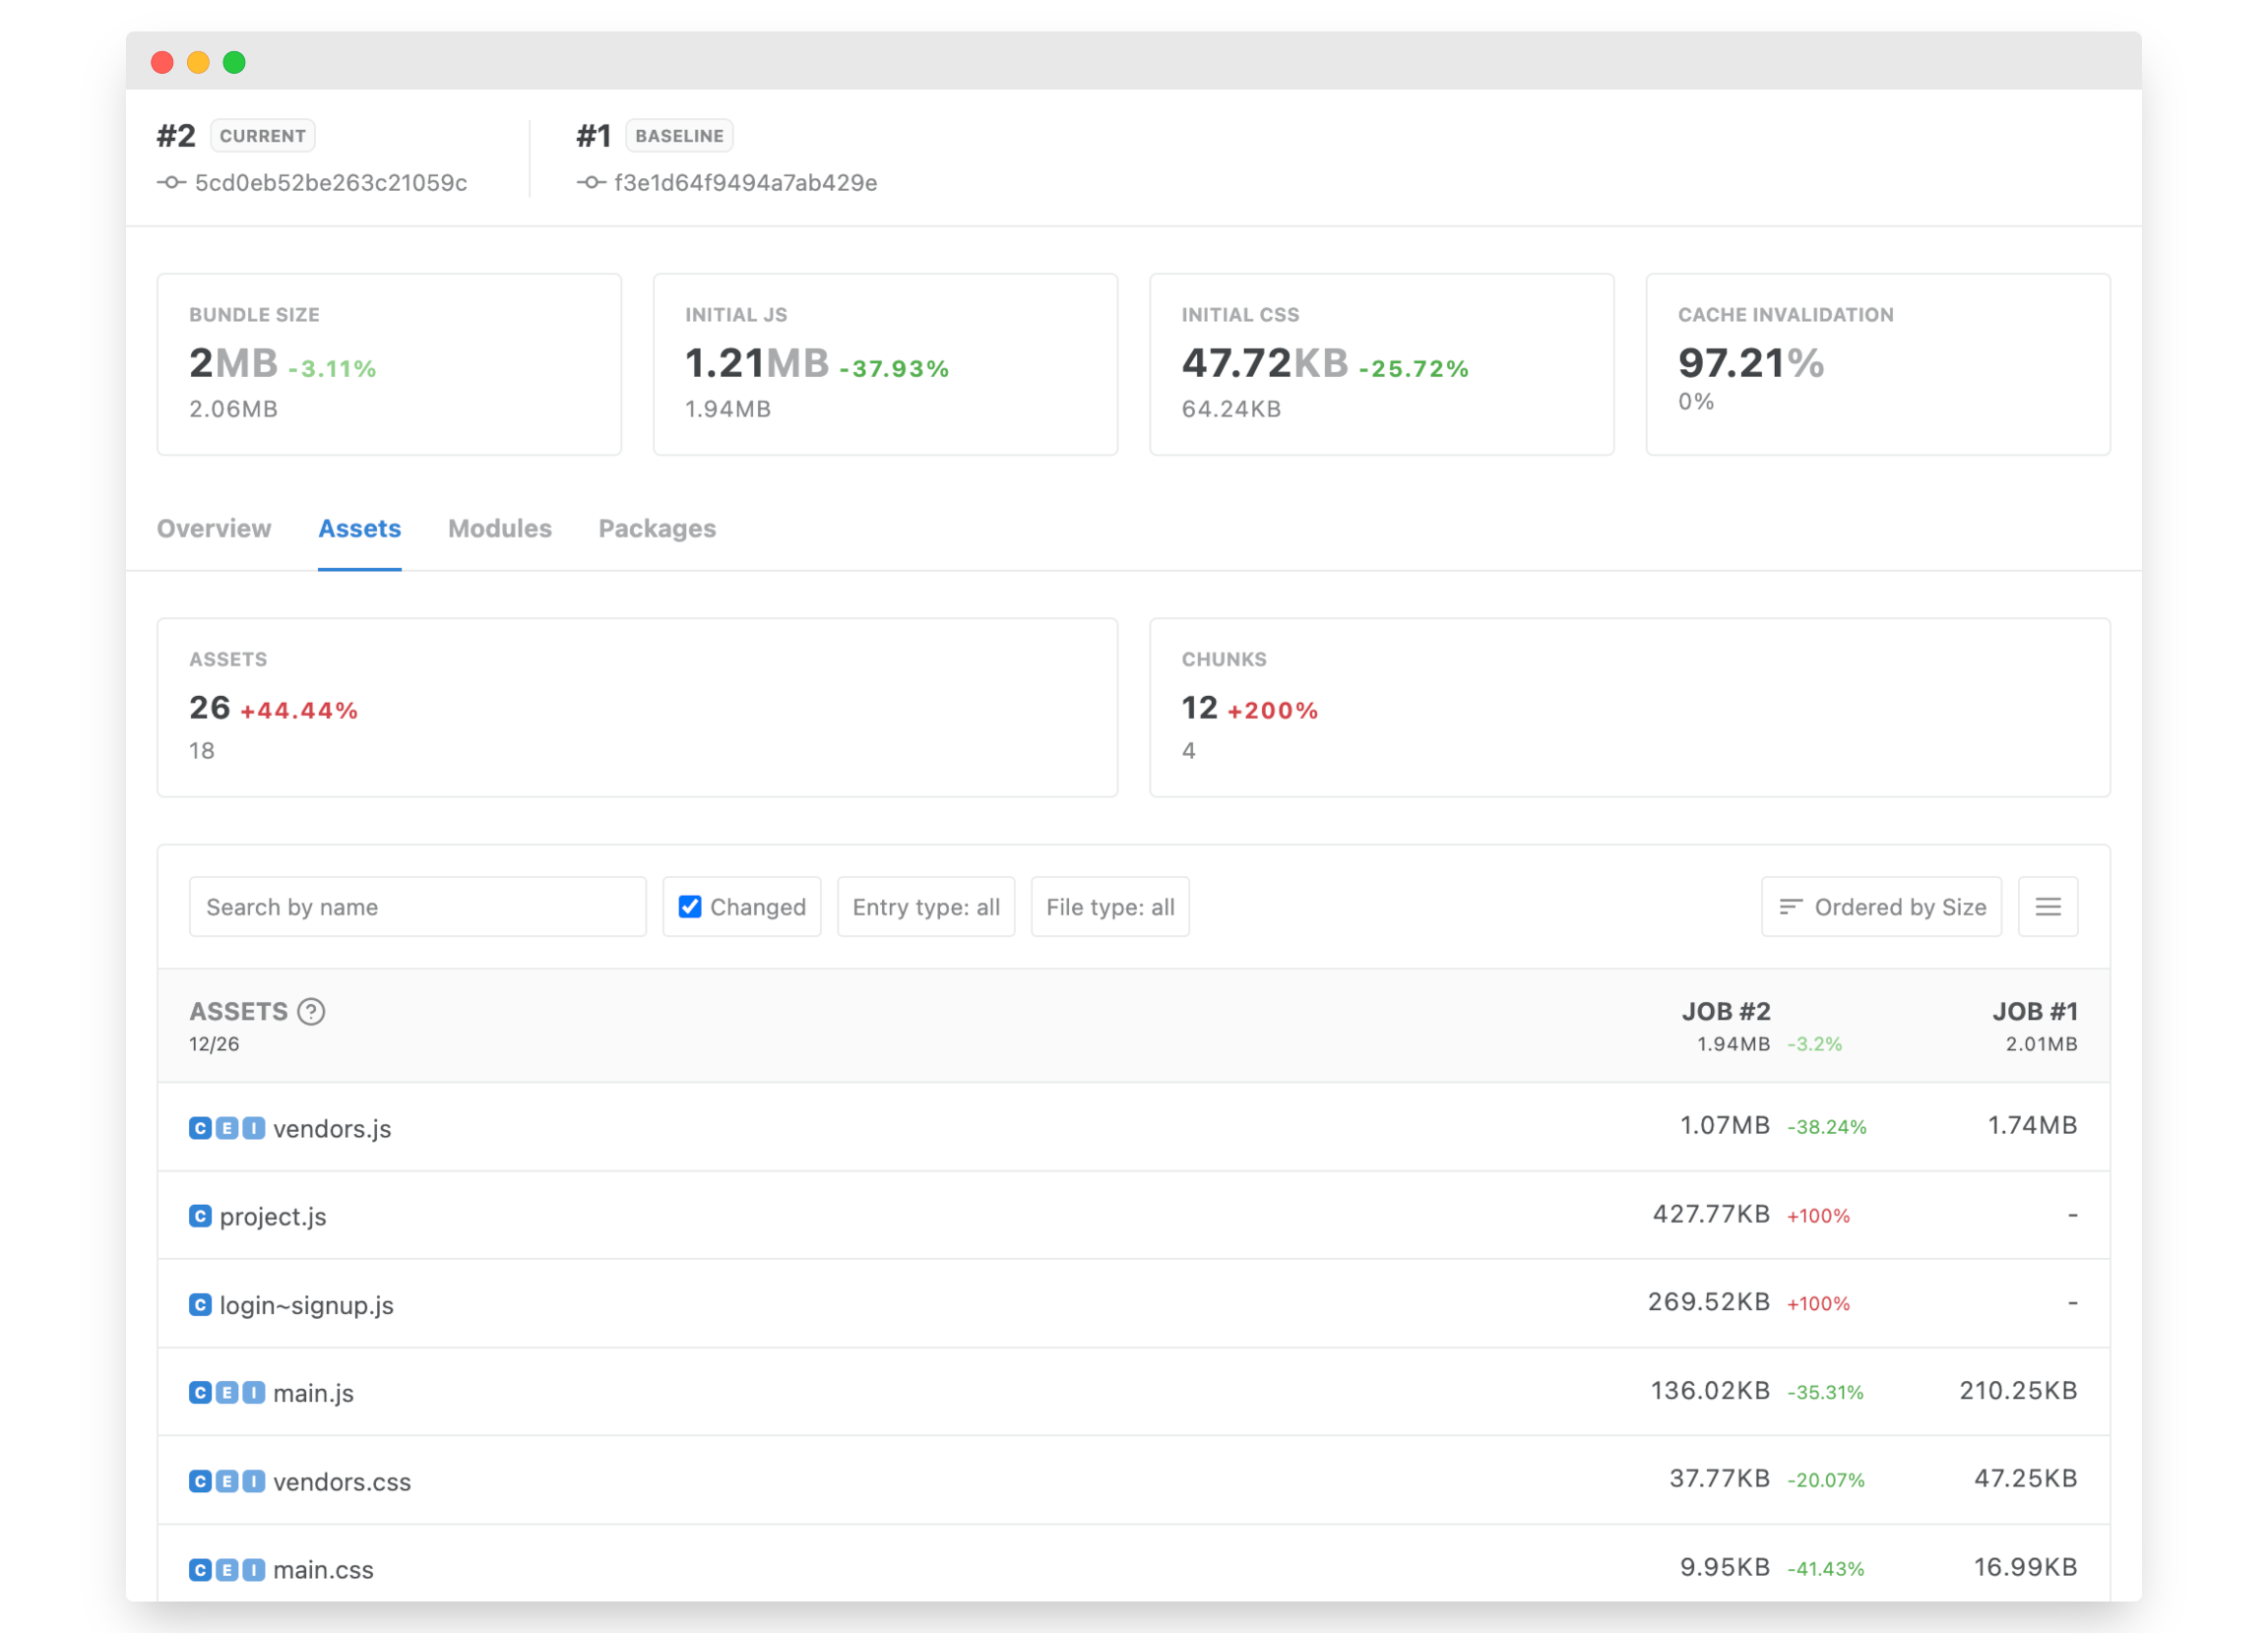 #2 CURRENT
5cd0eb52be263c21059c
#1 BASELINE
f3e1d64f9494a7ab429e
BUNDLE SIZE
2MB -3.11%
2.06MB
INITIAL JS
1.21MB -37.93%
1.94MB
INITIAL CSS
47.72KB -25.72%
64.24KB
CACHE INVALIDATION
97.21%
0%
Overview Assets Modules Packages
ASSETS
26 +44.44%
18
CHUNKS
12 +200%
4
Search by name Changed Entry type: all File type: all Ordered by Size
ASSETS ? JOB #2 JOB #1
12/26 1.94MB -3.2% 2.01MB
C E I vendors.js 1.07MB -38.24% 1.74MB
C project.js 427.77KB +100% -
C login~signup.js 269.52KB +100% -
C E I main.js 136.02KB -35.31% 210.25KB
C E I vendors.css 37.77KB -20.07% 47.25KB
C E I main.css 9.95KB -41.43% 16.99KB